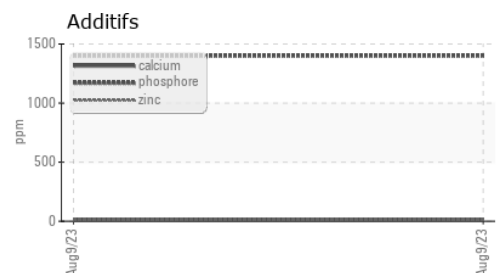 Additifs
1500
calcium
phosphore
zinc
1000
ppm
500
0
Aug9/23
Aug9/23